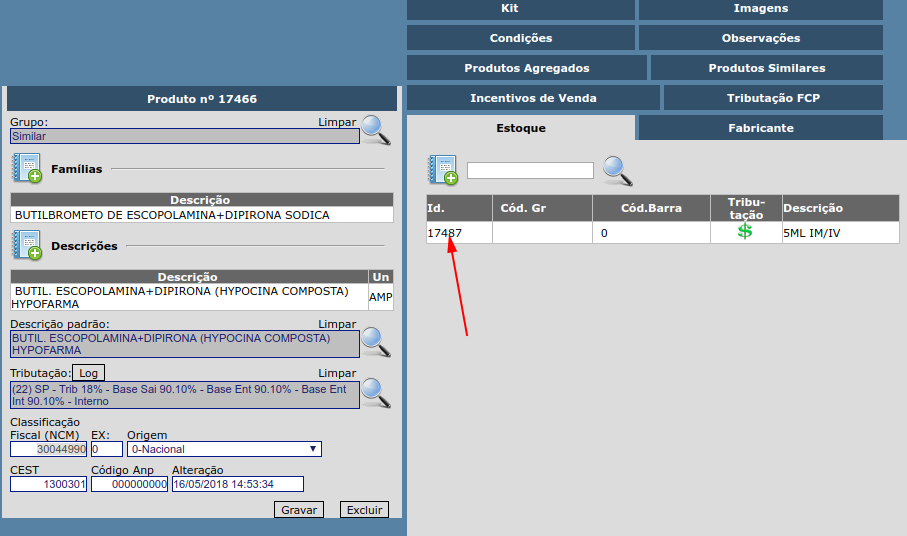 Kit
Imagens
Condições
Observações
Produtos Agregados
Produtos Similares
Incentivos de Venda
Tributação FCP
Estoque
Fabricante
Produto nº 17466
Grupo:
Limpar
Similar
Famílias
Descrição
BUTILBROMETO DE ESCOPOLAMINA+DIPIRONA SODICA
Descrições
Descrição
Un
BUTIL. ESCOPOLAMINA+DIPIRONA (HYPOCINA COMPOSTA)
HYPOFARMA
AMP
Descrição padrão:
Limpar
BUTIL. ESCOPOLAMINA+DIPIRONA (HYPOCINA COMPOSTA)
HYPOFARMA
Tributação:
Log
Limpar
(22) SP - Trib 18% - Base Sai 90.10% - Base Ent 90.10% - Base Ent
Int 90.10% - Interno
Classificação
Fiscal (NCM)
EX:
Origem
30044990
0
0-Nacional
CEST
Código Anp
Alteração
1300301
000000000
16/05/2018 14:53:34
Gravar
Excluir
Id.
Cód. Gr
Cód.Barra
Tribu-
tação
Descrição
17487
0
$
5ML IM/IV